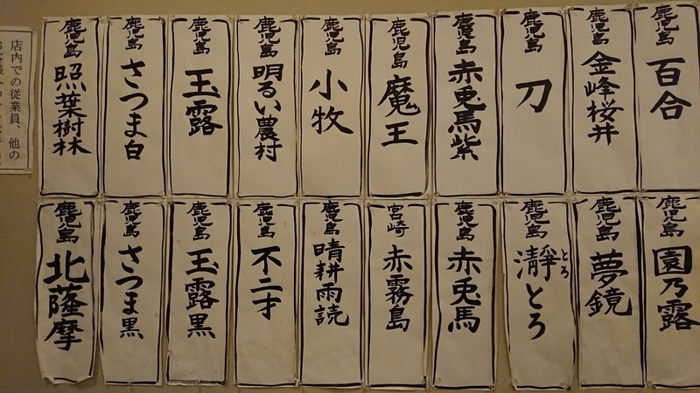 鹿児島 百合
鹿児島 金峰桜井
鹿児島 刀
鹿児島 赤兎馬紫
鹿児島 魔王
鹿児島 小牧
鹿児島 明るい農村
鹿児島 玉露
鹿児島 さつま白
鹿児島 照葉樹林
鹿児島 園乃露
鹿児島 夢鏡
鹿児島 瀞とろ
とろ
鹿児島 赤兎馬
宮崎 赤霧島
鹿児島 晴耕雨読
鹿児島 不二才
鹿児島 玉露黒
鹿児島 さつま黒
鹿児島 北薩摩
店内での従業員、他の